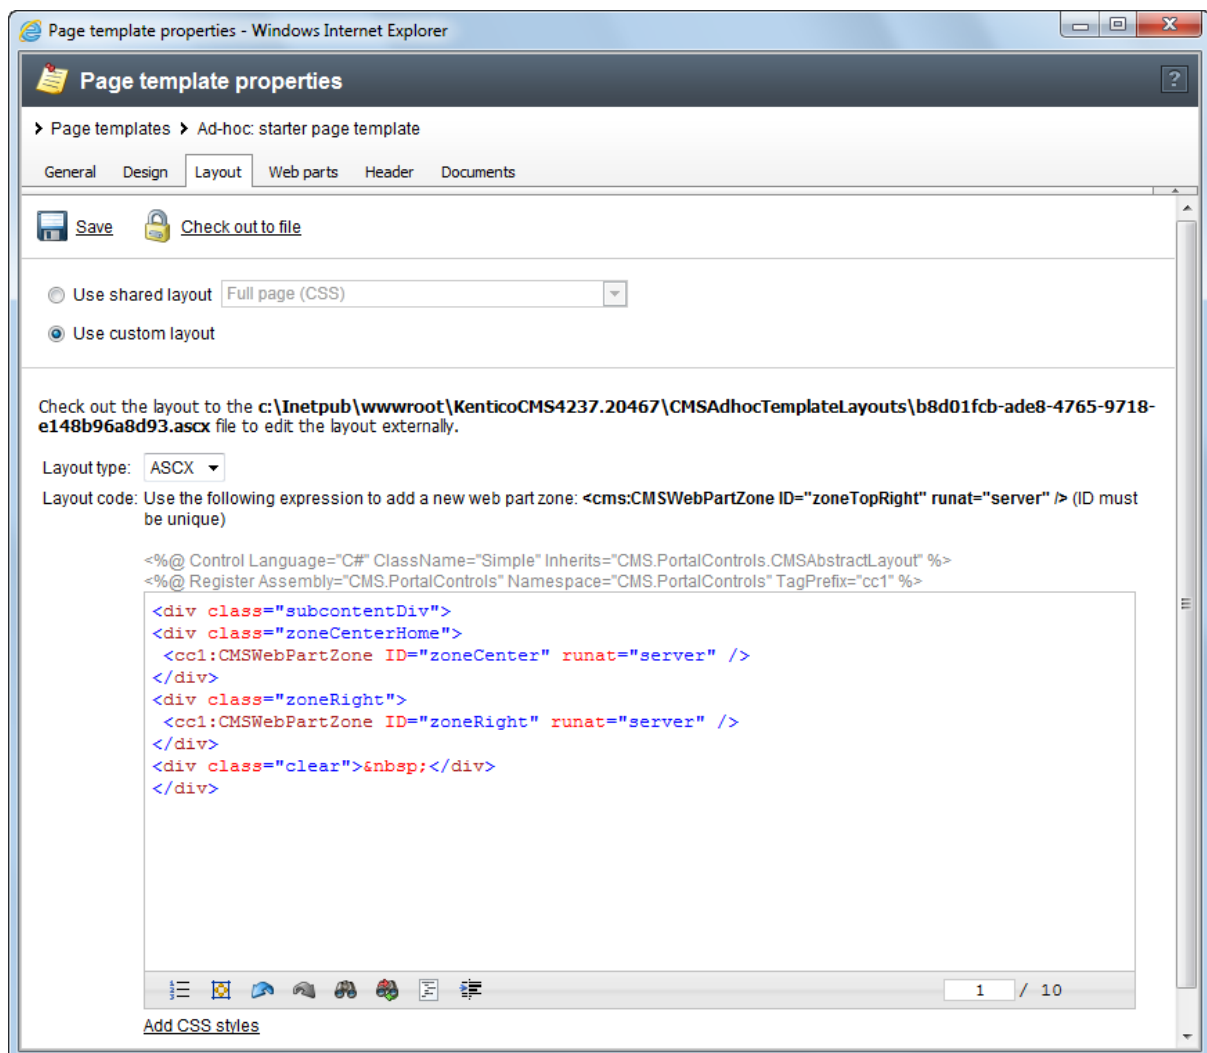 Page template properties - Windows Internet Explorer
Page template properties
?
Page templates Ad-hoc: starter page template
General Design Layout Web parts Header Documents
Save Check out to file
Use shared layout Full page (CSS)
Use custom layout
Check out the layout to the c:\Inetpub\wwwroot\KenticoCMS4237.20467\CMSAdhocTemplateLayouts\b8d01fcb-ade8-4765-9718-
e148b96a8d93.ascx file to edit the layout externally.
Layout type: ASCX
Layout code: Use the following expression to add a new web part zone: <cms:CMSWebPartZone ID="zoneTopRight" runat="server" /> (ID must
be unique)
<%@ Control Language="C#" ClassName="Simple" Inherits="CMS.PortalControls.CMSAbstractLayout" %>
<%@ Register Assembly="CMS.PortalControls" Namespace="CMS.PortalControls" TagPrefix="cc1" %>
<div class="subcontentDiv">
<div class="zoneCenterHome">
<cc1:CMSWebPartZone ID="zoneCenter" runat="server" />
</div>
<div class="zoneRight">
<cc1:CMSWebPartZone ID="zoneRight" runat="server" />
</div>
<div class="clear">&nbsp;</div>
</div>
1 / 10
Add CSS styles